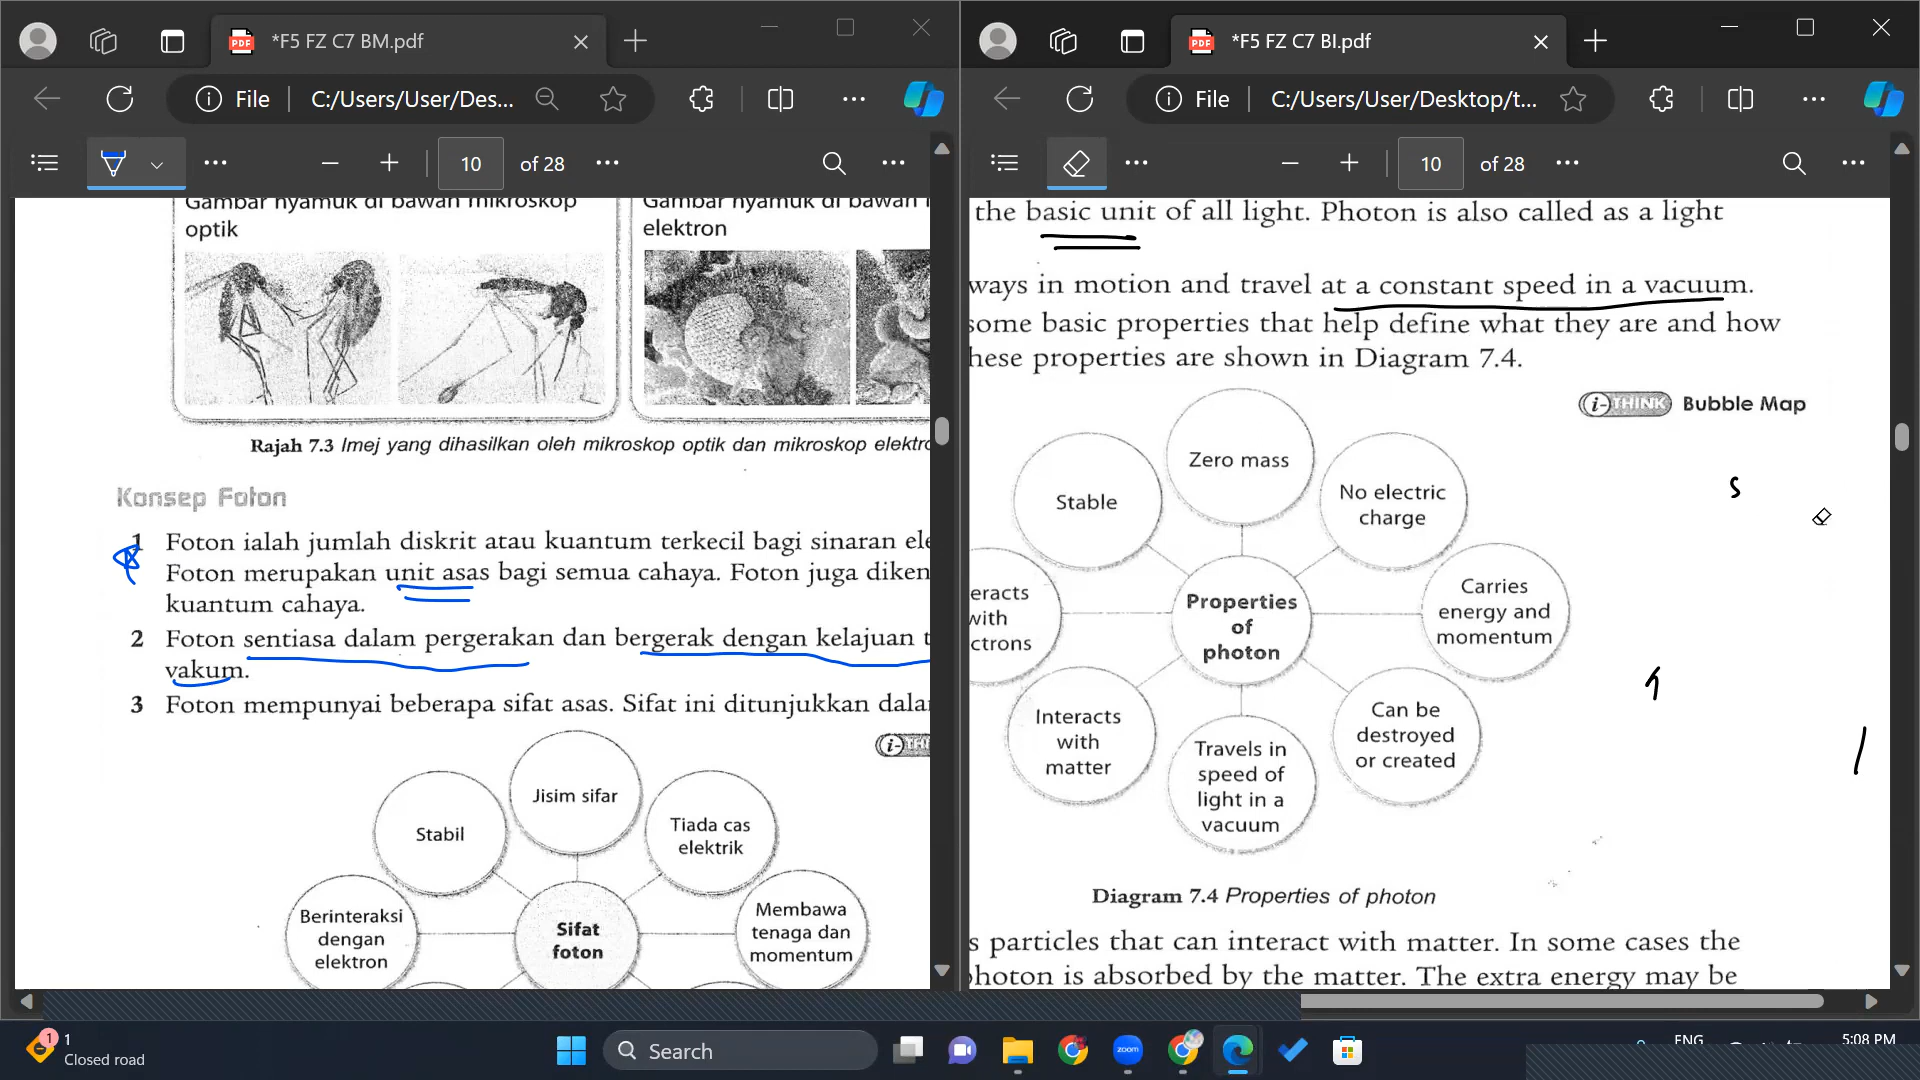 *F5 FZ C7 BM.pdf
File
C:/Users/User/Des...
10
of 28
Gambar nyamuk di bawah mikroskop
optik
Gambar nyamuk di bawah
elektron
Rajah 7.3 Imej yang dihasilkan oleh mikroskop optik dan mikroskop elektro
Konsep Foton
1 Foton ialah jumlah diskrit atau kuantum terkecil bagi sinaran ele
Foton merupakan unit asas bagi semua cahaya. Foton juga diken
kuantum cahaya.
2 Foton sentiasa dalam pergerakan dan bergerak dengan kelajuan t
vakum.
3 Foton mempunyai beberapa sifat asas. Sifat ini ditunjukkan dala
i-THI
Jisim sifar
Stabil
Tiada cas
elektrik
Berinteraksi
dengan
elektron
Sifat
foton
Membawa
tenaga dan
momentum
*F5 FZ C7 BI.pdf
File
C:/Users/User/Desktop/t...
10
of 28
the basic unit of all light. Photon is also called as a light
ways in motion and travel at a constant speed in a vacuum.
some basic properties that help define what they are and how
hese properties are shown in Diagram 7.4.
i-THINK Bubble Map
Zero mass
Stable
No electric
charge
s
eracts
with
ctrons
Properties
of
photon
Carries
energy and
momentum
Interacts
with
matter
Travels in
speed of
light in a
vacuum
Can be
destroyed
or created
Diagram 7.4 Properties of photon
s particles that can interact with matter. In some cases the
photon is absorbed by the matter. The extra energy may be
1
1
Closed road
Search
zoom
ENG
5:08 PM